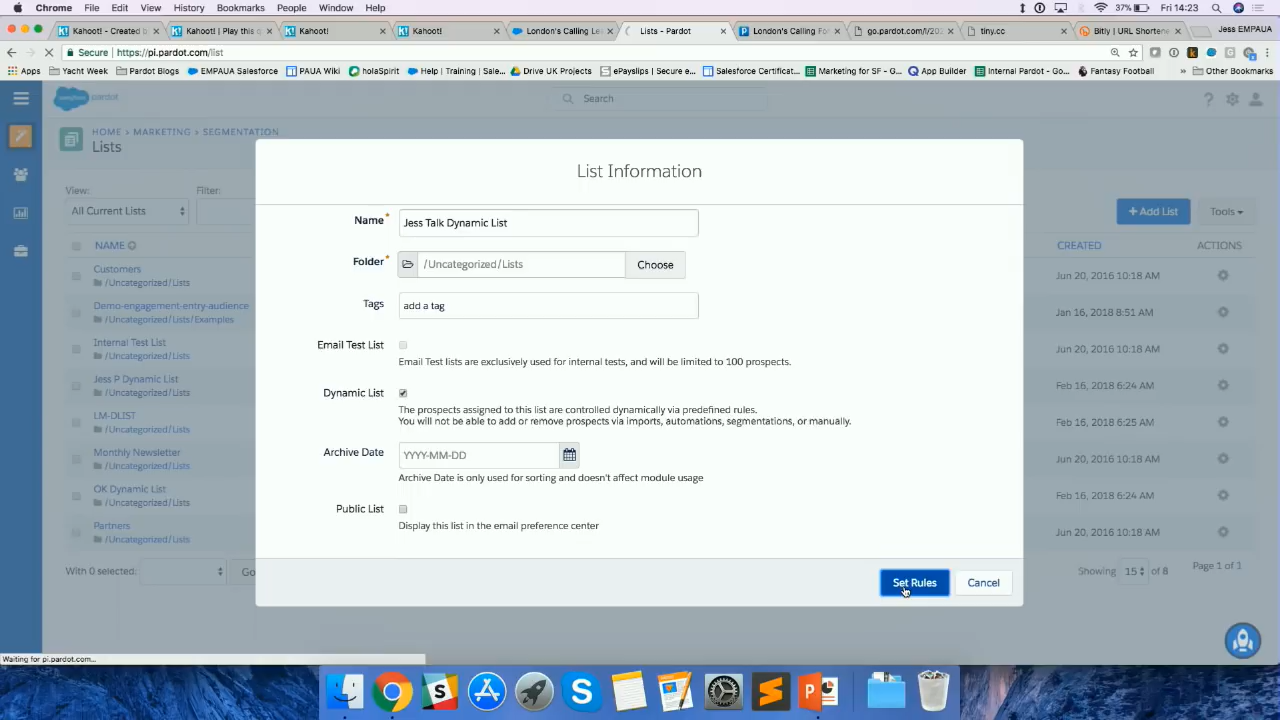 Chrome File Edit View History Bookmarks People Window Help 37% Fri 14:23
Kahoot! - Created b Kahoot! | Play this q Kahoot! Kahoot! London's Calling Le Lists - Pardot London's Calling Fo go.pardot.com/l/20 tiny.cc Bitly | URL Shortene Jess EMPAUA
Secure https://pi.pardot.com/list
Apps Yacht Week Pardot Blogs EMPAUA Salesforce PAUA Wiki holaSpirit Help | Training | Sale... Drive UK Projects ePayslips | Secure e... Salesforce Certificat... Marketing for SF - G... App Builder Internal Pardot - Go... Fantasy Football » Other Bookmarks
salesforce pardot
Search
HOME > MARKETING > SEGMENTATION
Lists
List Information
View: Filter:
All Current Lists
+ Add List Tools
NAME
CREATED ACTIONS
Customers
/Uncategorized/Lists
Jun 20, 2016 10:18 AM
Demo-engagement-entry-audience
/Uncategorized/Lists/Examples
Jan 16, 2018 8:51 AM
Internal Test List
/Uncategorized/Lists
Jun 20, 2016 10:18 AM
Jess P Dynamic List
/Uncategorized/Lists
Feb 16, 2018 6:24 AM
LM-DLIST
/Uncategorized/Lists
Feb 16, 2018 6:25 AM
Monthly Newsletter
/Uncategorized/Lists
Jun 20, 2016 10:18 AM
OK Dynamic List
/Uncategorized/Lists
Feb 16, 2018 6:24 AM
Partners
/Uncategorized/Lists
Jun 20, 2016 10:18 AM
With 0 selected: Go
Showing 15 of 8 Page 1 of 1
Name* Jess Talk Dynamic List
Folder* /Uncategorized/Lists Choose
Tags add a tag
Email Test List
Email Test lists are exclusively used for internal tests, and will be limited to 100 prospects.
Dynamic List
The prospects assigned to this list are controlled dynamically via predefined rules.
You will not be able to add or remove prospects via imports, automations, segmentations, or manually.
Archive Date YYYY-MM-DD
Archive Date is only used for sorting and doesn't affect module usage
Public List
Display this list in the email preference center
Set Rules Cancel
Waiting for pi.pardot.com...